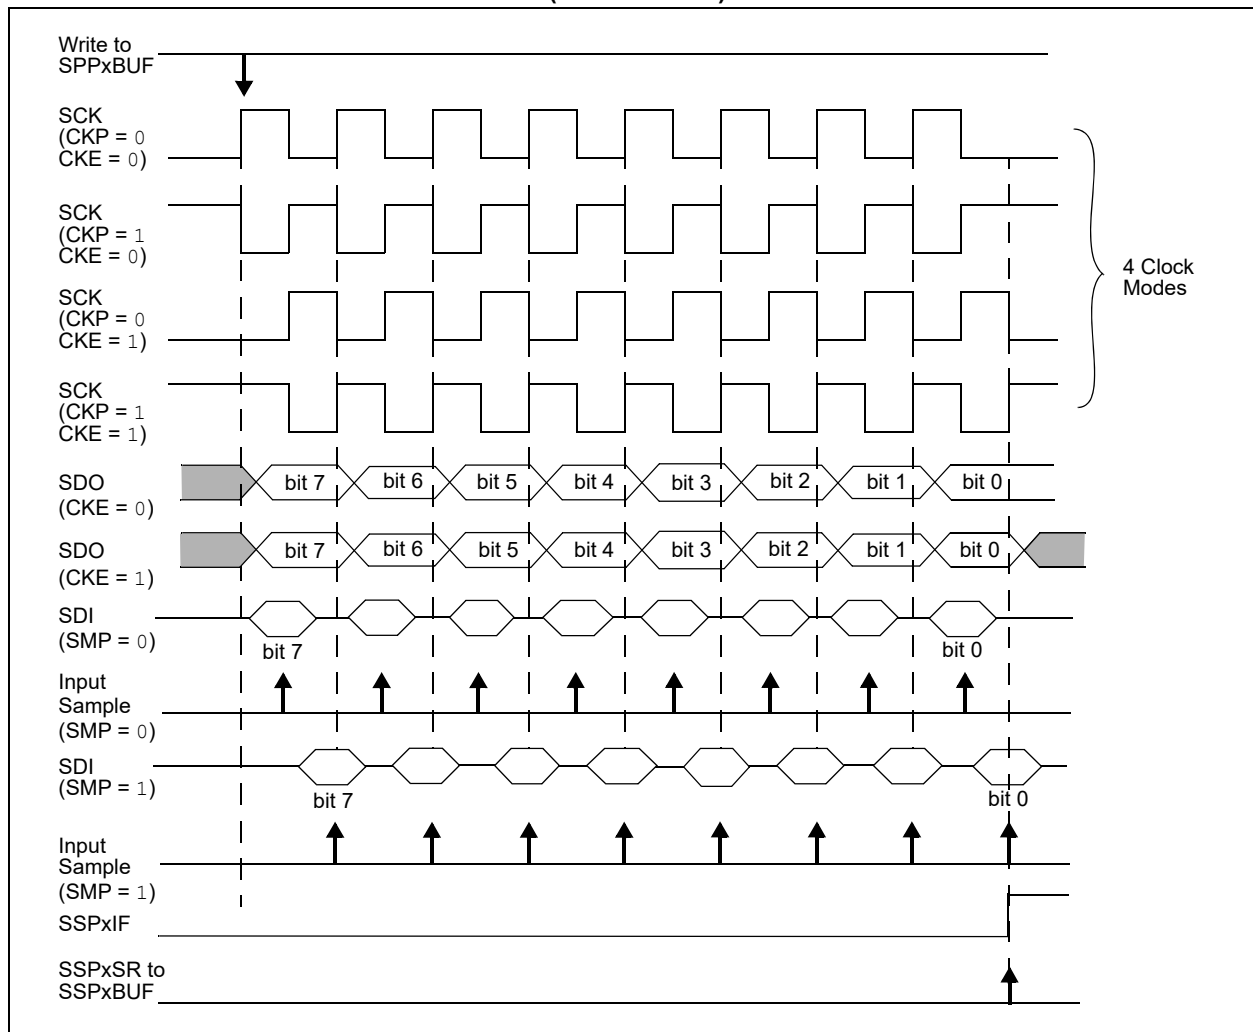 Write to
SPPxBUF
SCK
(CKP = 0
CKE = 0)
SCK
(CKP = 1
CKE = 0)
SCK
(CKP = 0
CKE = 1)
SCK
(CKP = 1
CKE = 1)
4 Clock
Modes
SDO
(CKE = 0)
bit 7 bit 6 bit 5 bit 4 bit 3 bit 2 bit 1 bit 0
SDO
(CKE = 1)
bit 7 bit 6 bit 5 bit 4 bit 3 bit 2 bit 1 bit 0
SDI
(SMP = 0)
bit 7 bit 0
Input
Sample
(SMP = 0)
SDI
(SMP = 1)
bit 7 bit 0
Input
Sample
(SMP = 1)
SSPxIF
SSPxSR to
SSPxBUF